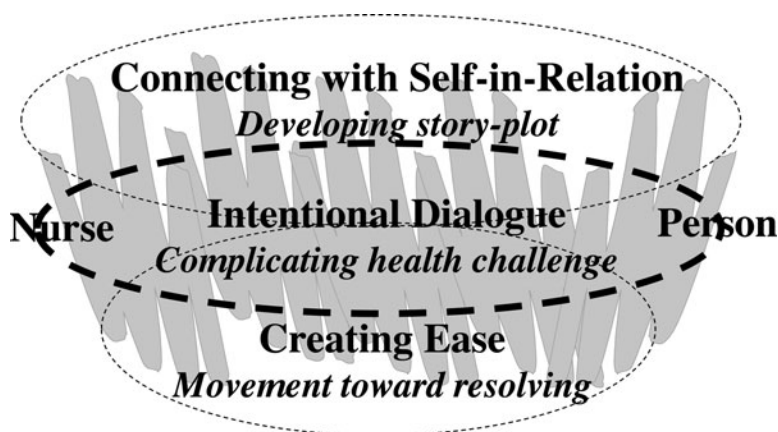 Connecting with Self-in-Relation
Developing story-plot
Nurse
Intentional Dialogue
Person
Complicating health challenge
Creating Ease
Movement toward resolving